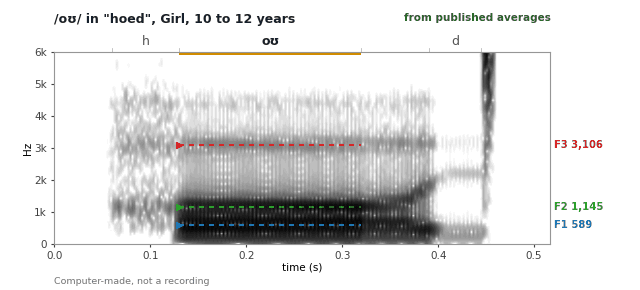 /oʊ/ in "hoed", Girl, 10 to 12 years
from published averages
h oʊ d
6k
5k
4k
3k
2k
1k
0
Hz
F3 3,106
F2 1,145
F1 589
0.0 0.1 0.2 0.3 0.4 0.5
time (s)
Computer-made, not a recording